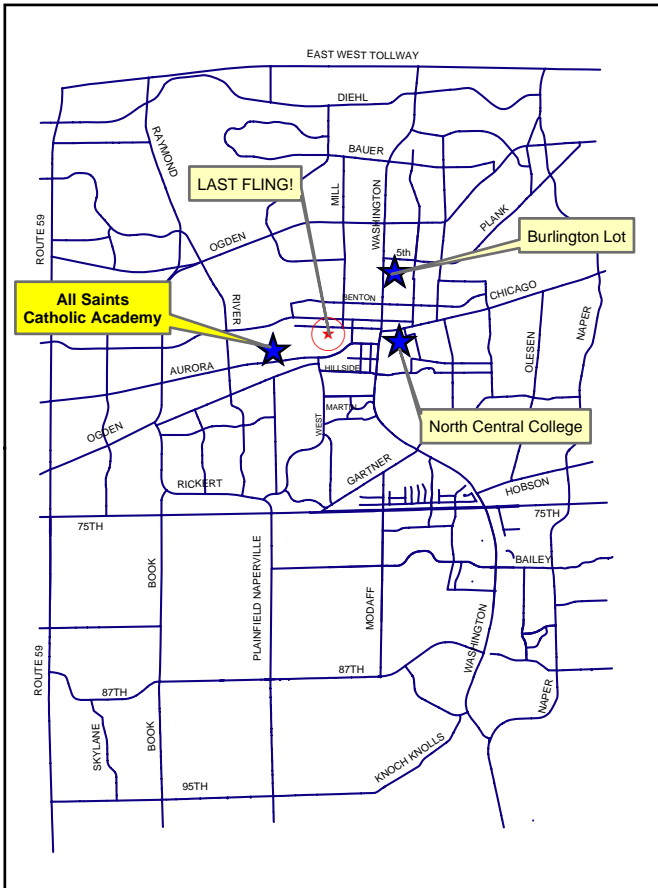 EAST WEST TOLLWAY
DIEHL
RAYMOND
BAUER
LAST FLING!
MILL
WASHINGTON
PLANK
ROUTE 59
OGDEN
5th
Burlington Lot
All Saints
Catholic Academy
RIVER
BENTON
CHICAGO
NAPER
OLESEN
AURORA
HILLSIDE
MARTIN
WEST
North Central College
OGDEN
GARTNER
RICKERT
HOBSON
75TH
75TH
BOOK
PLAINFIELD NAPERVILLE
MODAFF
BAILEY
WASHINGTON
ROUTE 59
87TH
87TH
NAPER
SKYLANE
BOOK
KNOCH KNOLLS
95TH